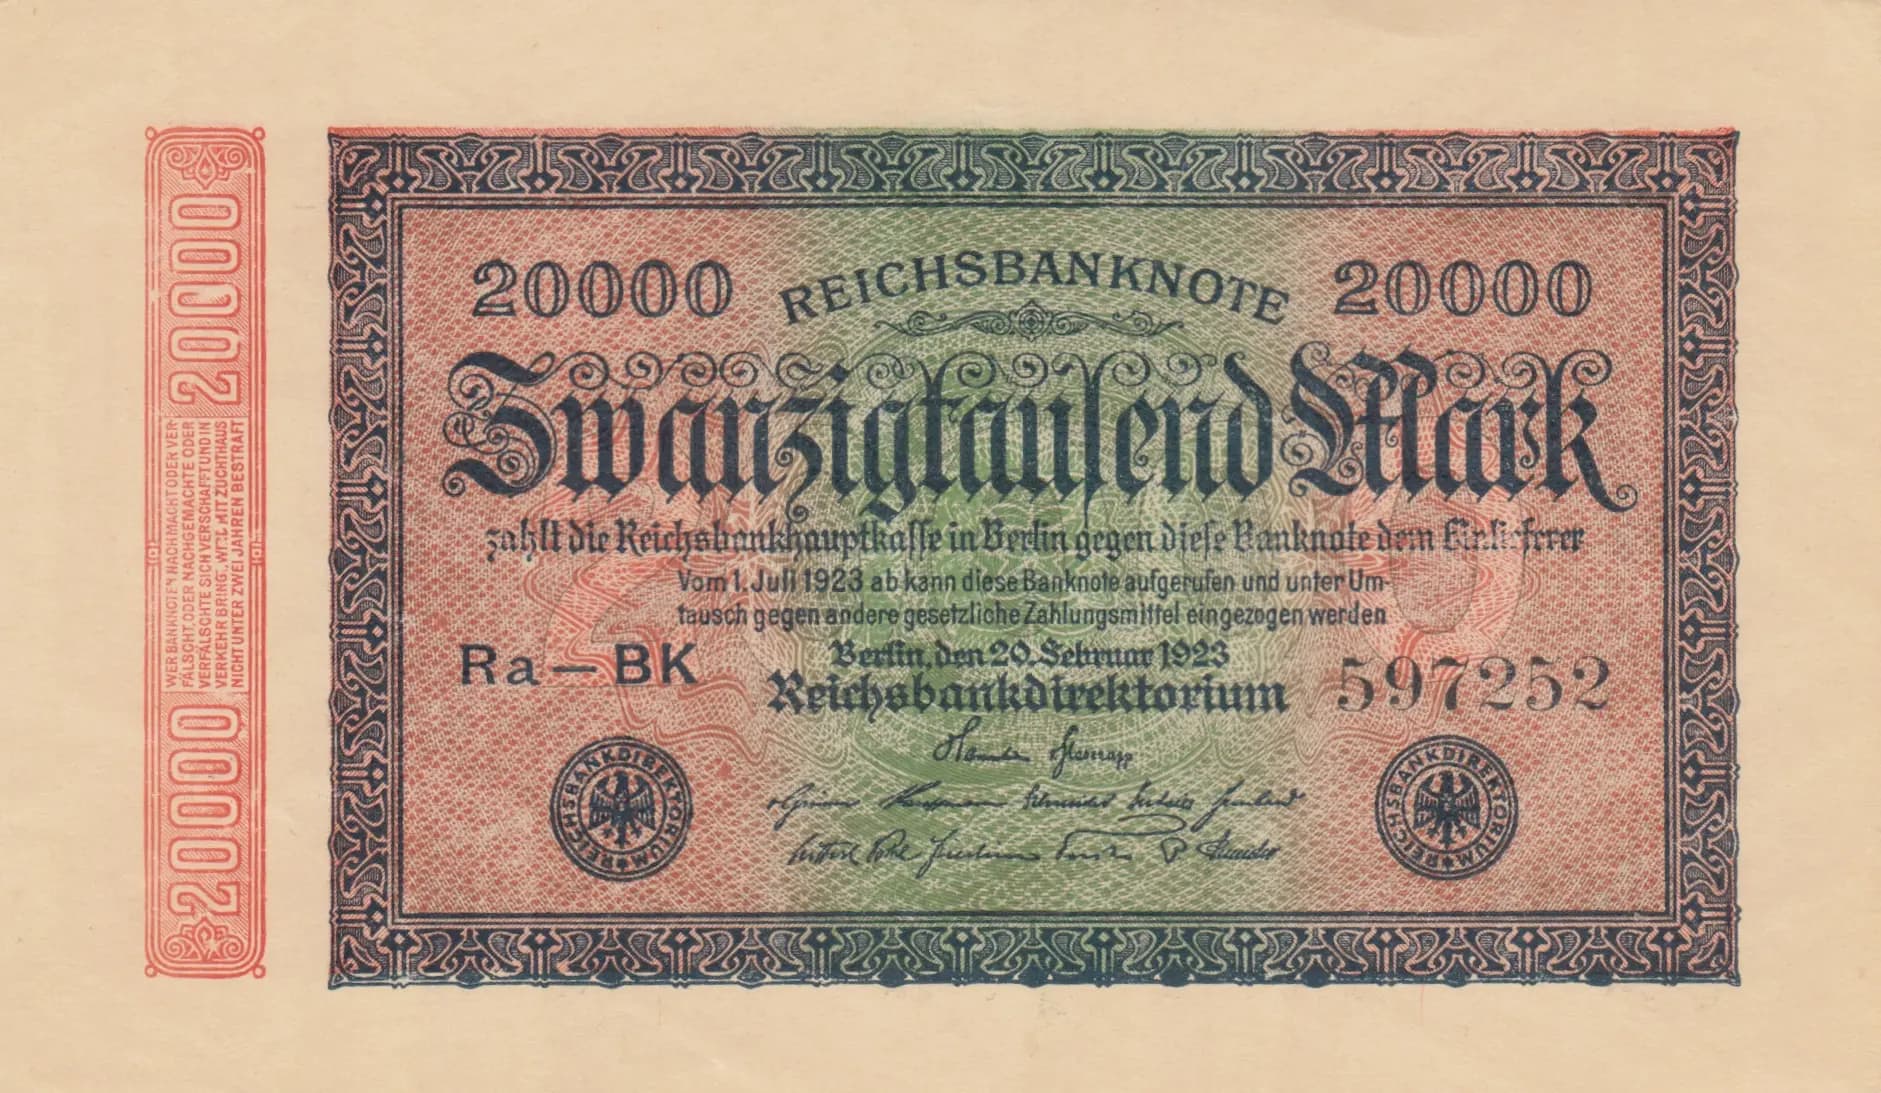 20000
REICHSBANKNOTE
20000
Zwanzigtausend Mark
zahlt die Reichsbankhauptkasse in Berlin gegen diese Banknote dem Einlieferer
Vom 1. Juli 1923 ab kann diese Banknote aufgerufen und unter Um-
tausch gegen andere gesetzliche Zahlungsmittel eingezogen werden
Ra–BK
Berlin, den 20. Februar 1923
Reichsbankdirektorium
597252
REICHSBANKDIREKTORIUM
REICHSBANKDIREKTORIUM
20000
WER BANKNOTEN NACHMACHT ODER VER-
FÄLSCHT ODER NACHGEMACHTE ODER
VERFÄLSCHTE SICH VERSCHAFFT UND IN
VERKEHR BRINGT, WIRD MIT ZUCHTHAUS
NICHT UNTER ZWEI JAHREN BESTRAFT
20000